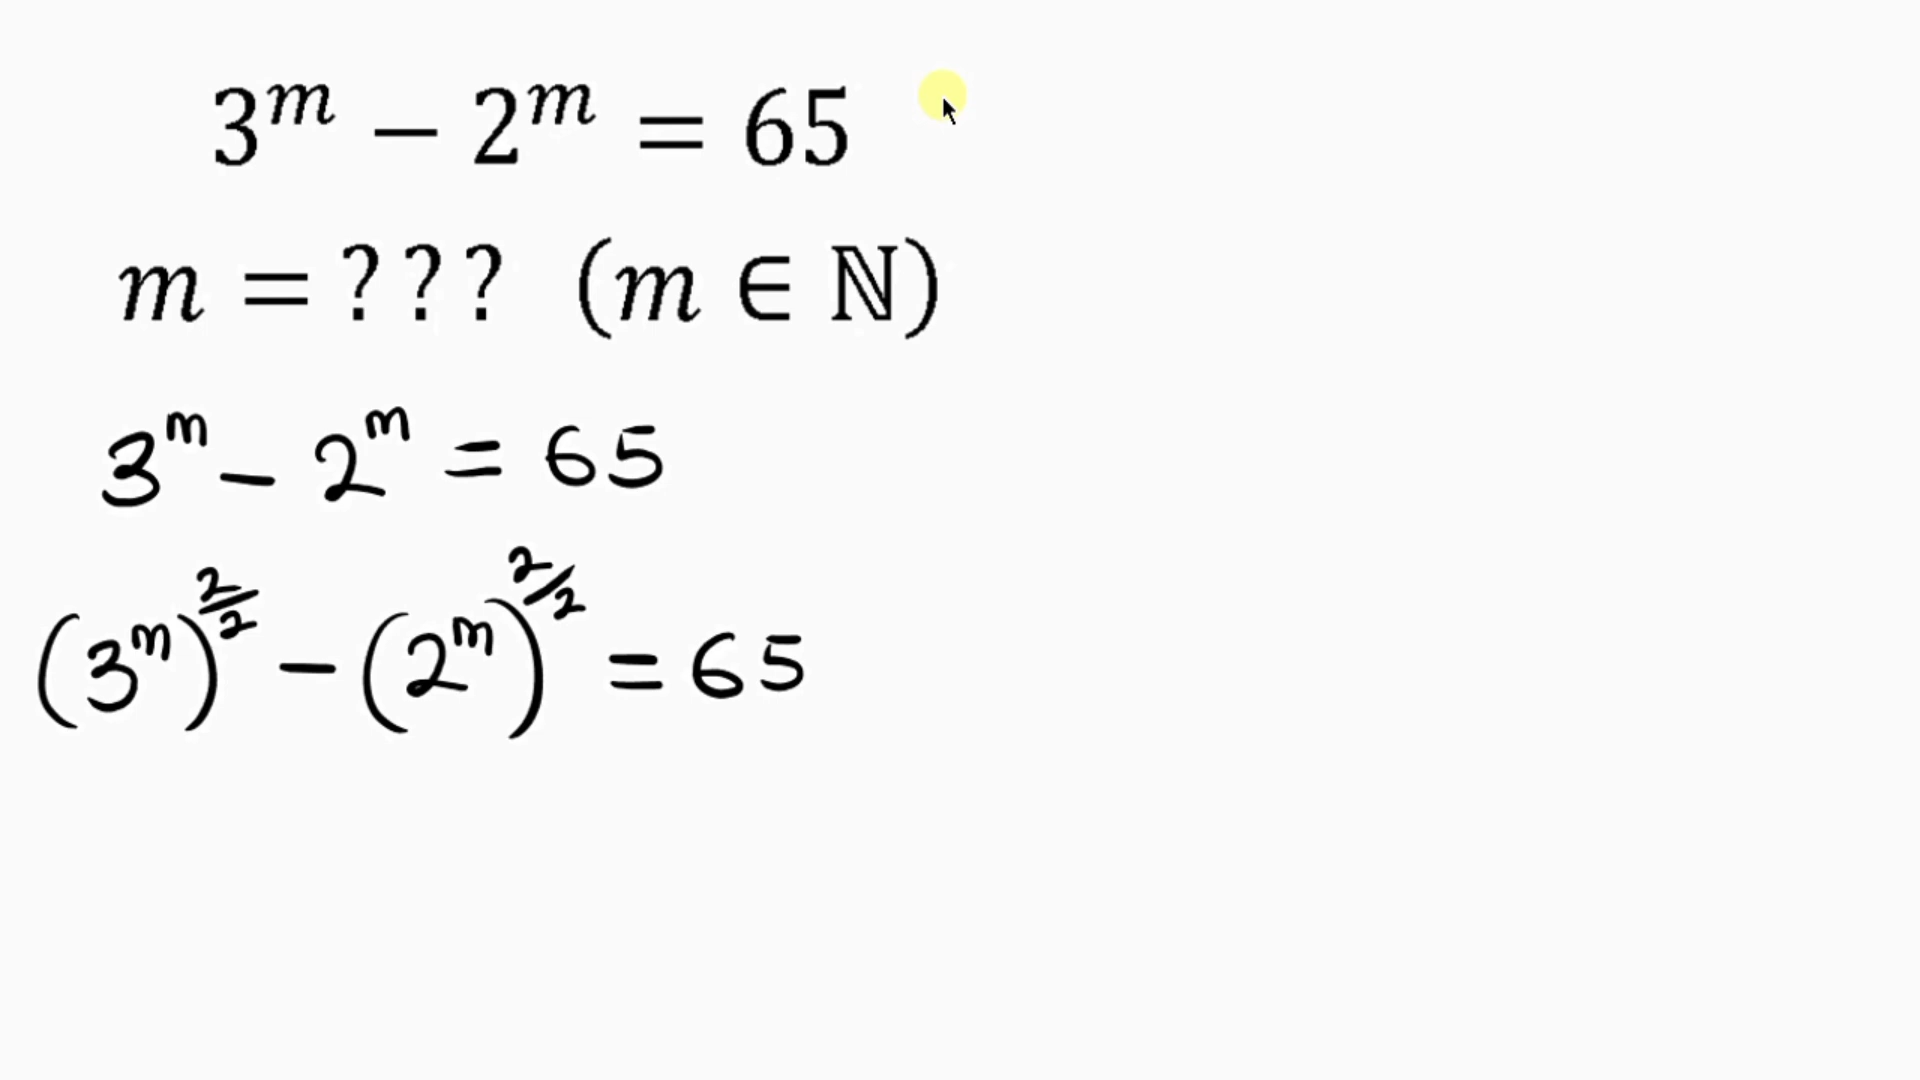 3^m − 2^m = 65
m = ? ? ? (m ∈ ℕ)
3^m − 2^m = 65
(3^m)^(2/2) − (2^m)^(2/2) = 65